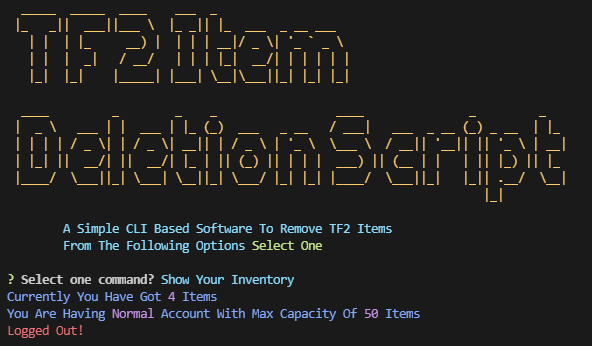 TF2 Item
Deletion Script
A Simple CLI Based Software To Remove TF2 Items
From The Following Options Select One
? Select one command? Show Your Inventory
Currently You Have Got 4 Items
You Are Having Normal Account With Max Capacity Of 50 Items
Logged Out!